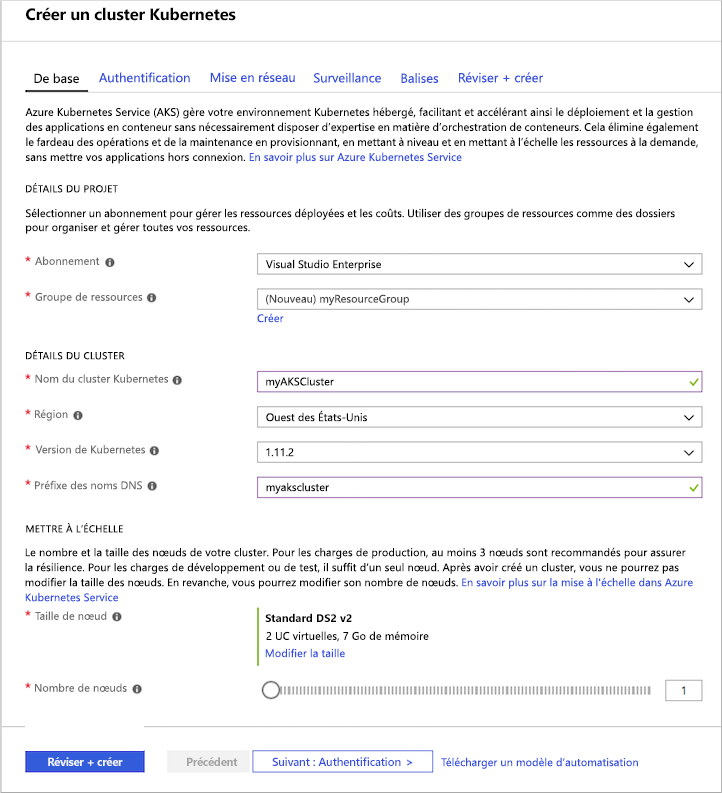 Créer un cluster Kubernetes
De base
Authentification
Mise en réseau
Surveillance
Balises
Réviser + créer
Azure Kubernetes Service (AKS) gère votre environnement Kubernetes hébergé, facilitant et accélérant ainsi le déploiement et la gestion
des applications en conteneur sans nécessairement disposer d’expertise en matière d’orchestration de conteneurs. Cela élimine également
le fardeau des opérations et de la maintenance en provisionnant, en mettant à niveau et en mettant à l’échelle les ressources à la demande,
sans mettre vos applications hors connexion. En savoir plus sur Azure Kubernetes Service
DÉTAILS DU PROJET
Sélectionner un abonnement pour gérer les ressources déployées et les coûts. Utiliser des groupes de ressources comme des dossiers
pour organiser et gérer toutes vos ressources.
* Abonnement
Visual Studio Enterprise
* Groupe de ressources
(Nouveau) myResourceGroup
Créer
DÉTAILS DU CLUSTER
* Nom du cluster Kubernetes
myAKSCluster
* Région
Ouest des États-Unis
* Version de Kubernetes
1.11.2
* Préfixe des noms DNS
myakscluster
METTRE À L’ÉCHELLE
Le nombre et la taille des nœuds de votre cluster. Pour les charges de production, au moins 3 nœuds sont recommandés pour assurer
la résilience. Pour les charges de développement ou de test, il suffit d’un seul nœud. Après avoir créé un cluster, vous ne pourrez pas
modifier la taille des nœuds. En revanche, vous pourrez modifier son nombre de nœuds. En savoir plus sur la mise à l’échelle dans Azure
Kubernetes Service
* Taille de nœud
Standard DS2 v2
2 UC virtuelles, 7 Go de mémoire
Modifier la taille
* Nombre de nœuds
1
Réviser + créer
Précédent
Suivant : Authentification >
Télécharger un modèle d’automatisation